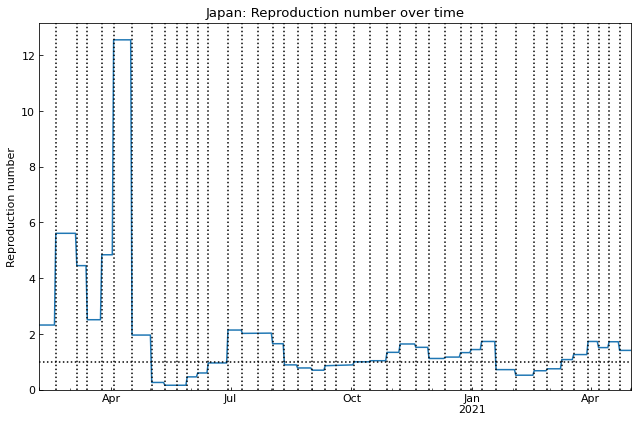 Japan: Reproduction number over time
Reproduction number
12
10
8
6
4
2
0
Apr
Jul
Oct
Jan
2021
Apr